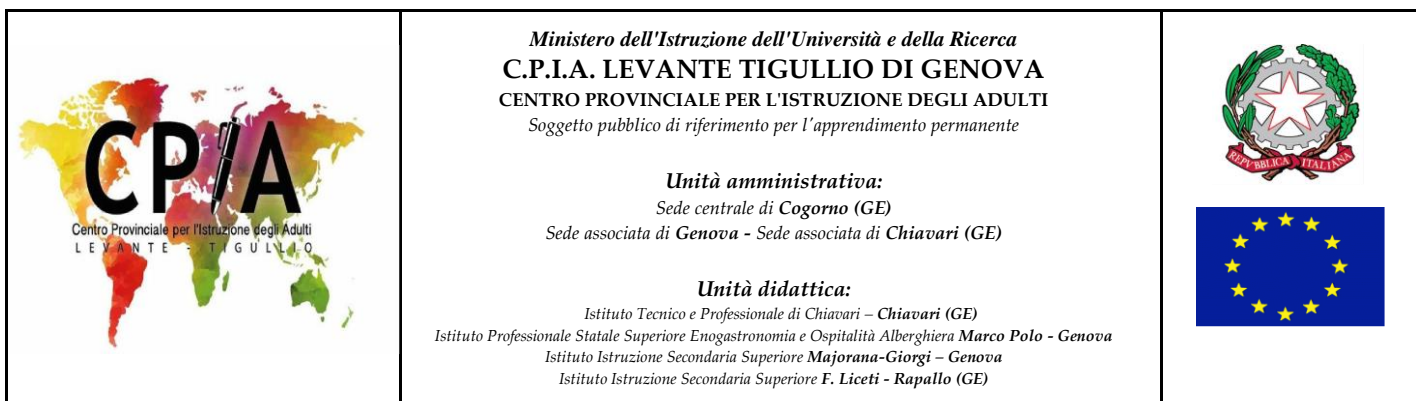 CPIA
Centro Provinciale per l'Istruzione degli Adulti
LEVANTE - TIGULLIO
Ministero dell'Istruzione dell'Università e della Ricerca
C.P.I.A. LEVANTE TIGULLIO DI GENOVA
CENTRO PROVINCIALE PER L'ISTRUZIONE DEGLI ADULTI
Soggetto pubblico di riferimento per l'apprendimento permanente
Unità amministrativa:
Sede centrale di Cogorno (GE)
Sede associata di Genova - Sede associata di Chiavari (GE)
Unità didattica:
Istituto Tecnico e Professionale di Chiavari – Chiavari (GE)
Istituto Professionale Statale Superiore Enogastronomia e Ospitalità Alberghiera Marco Polo - Genova
Istituto Istruzione Secondaria Superiore Majorana-Giorgi – Genova
Istituto Istruzione Secondaria Superiore F. Liceti - Rapallo (GE)
REPVBBLICA ITALIANA